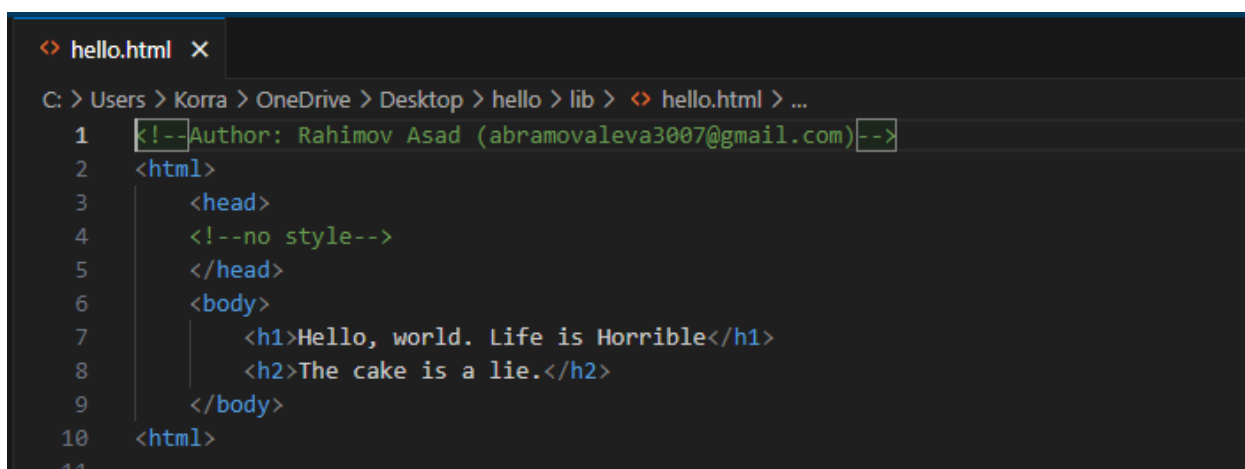 <> hello.html ×
C: > Users > Korra > OneDrive > Desktop > hello > lib > <> hello.html > ...
1 <!--Author: Rahimov Asad (abramovaleva3007@gmail.com)-->
2 <html>
3 <head>
4 <!--no style-->
5 </head>
6 <body>
7 <h1>Hello, world. Life is Horrible</h1>
8 <h2>The cake is a lie.</h2>
9 </body>
10 <html>
11